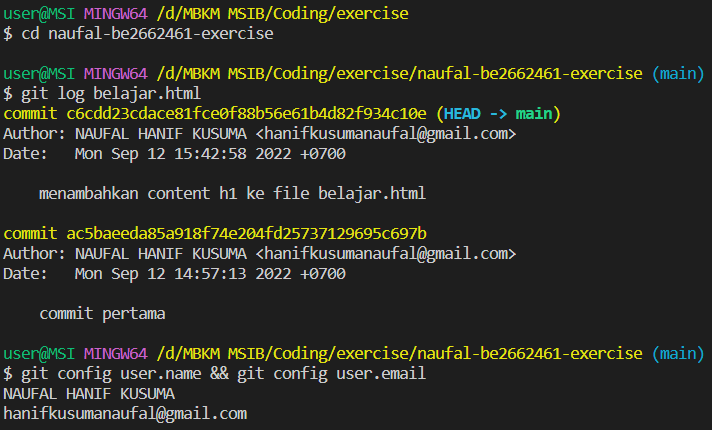 user@MSI MINGW64 /d/MBKM MSIB/Coding/exercise
$ cd naufal-be2662461-exercise
user@MSI MINGW64 /d/MBKM MSIB/Coding/exercise/naufal-be2662461-exercise (main)
$ git log belajar.html
commit c6cdd23cdace81fce0f88b56e61b4d82f934c10e (HEAD -> main)
Author: NAUFAL HANIF KUSUMA <hanifkusumanaufal@gmail.com>
Date:   Mon Sep 12 15:42:58 2022 +0700
menambahkan content h1 ke file belajar.html
commit ac5baeeda85a918f74e204fd25737129695c697b
Author: NAUFAL HANIF KUSUMA <hanifkusumanaufal@gmail.com>
Date:   Mon Sep 12 14:57:13 2022 +0700
commit pertama
user@MSI MINGW64 /d/MBKM MSIB/Coding/exercise/naufal-be2662461-exercise (main)
$ git config user.name && git config user.email
NAUFAL HANIF KUSUMA
hanifkusumanaufal@gmail.com